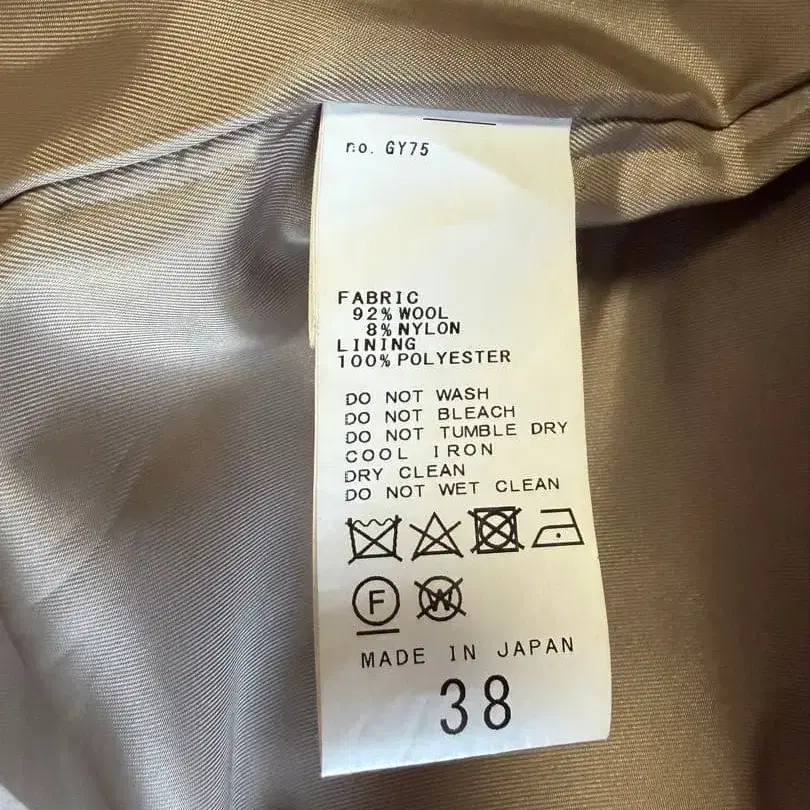 no. GY75
FABRIC
92% WOOL
8% NYLON
LINING
100% POLYESTER
DO NOT WASH
DO NOT BLEACH
DO NOT TUMBLE DRY
COOL IRON
DRY CLEAN
DO NOT WET CLEAN
F W
MADE IN JAPAN
38